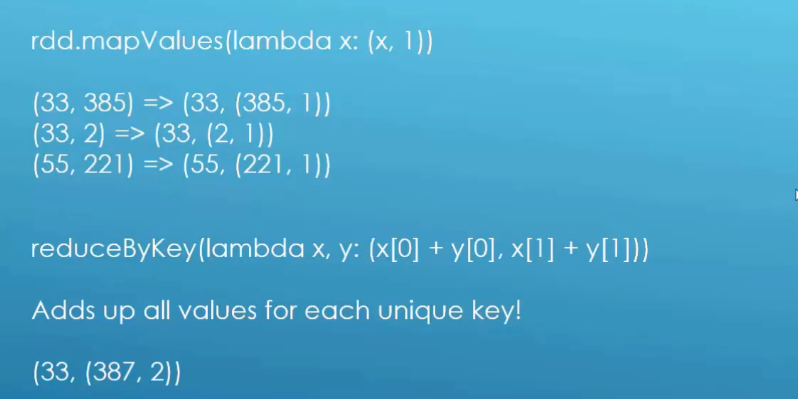 rdd.mapValues(lambda x: (x, 1))
(33, 385) => (33, (385, 1))
(33, 2) => (33, (2, 1))
(55, 221) => (55, (221, 1))
reduceByKey(lambda x, y: (x[0] + y[0], x[1] + y[1]))
Adds up all values for each unique key!
(33, (387, 2))